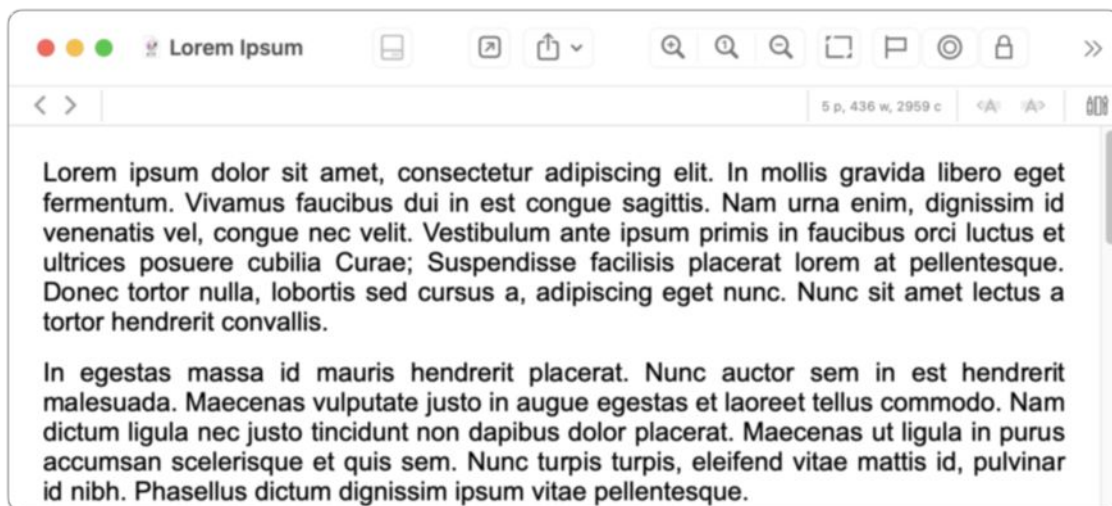 Lorem Ipsum
5 p, 436 w, 2959 c
Lorem ipsum dolor sit amet, consectetur adipiscing elit. In mollis gravida libero eget
fermentum. Vivamus faucibus dui in est congue sagittis. Nam urna enim, dignissim id
venenatis vel, congue nec velit. Vestibulum ante ipsum primis in faucibus orci luctus et
ultrices posuere cubilia Curae; Suspendisse facilisis placerat lorem at pellentesque.
Donec tortor nulla, lobortis sed cursus a, adipiscing eget nunc. Nunc sit amet lectus a
tortor hendrerit convallis.
In egestas massa id mauris hendrerit placerat. Nunc auctor sem in est hendrerit
malesuada. Maecenas vulputate justo in augue egestas et laoreet tellus commodo. Nam
dictum ligula nec justo tincidunt non dapibus dolor placerat. Maecenas ut ligula in purus
accumsan scelerisque et quis sem. Nunc turpis turpis, eleifend vitae mattis id, pulvinar
id nibh. Phasellus dictum dignissim ipsum vitae pellentesque.